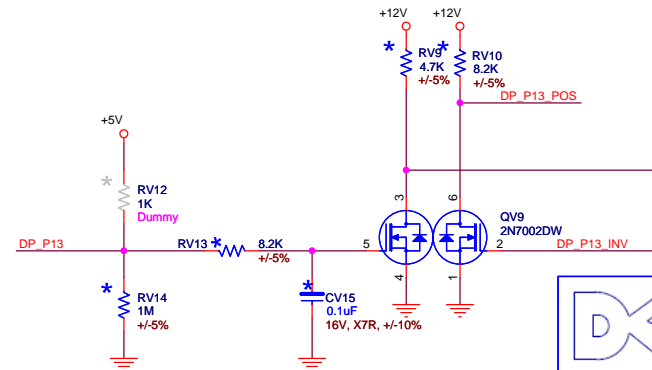 +12V
+12V
RV9
4.7K
+/-5%
RV10
8.2K
+/-5%
DP_P13_POS
+5V
RV12
1K
Dummy
3
6
QV9
2N7002DW
DP_P13
RV13
8.2K
+/-5%
5
2
DP_P13_INV
4
1
RV14
1M
+/-5%
CV15
0.1uF
16V, X7R, +/-10%